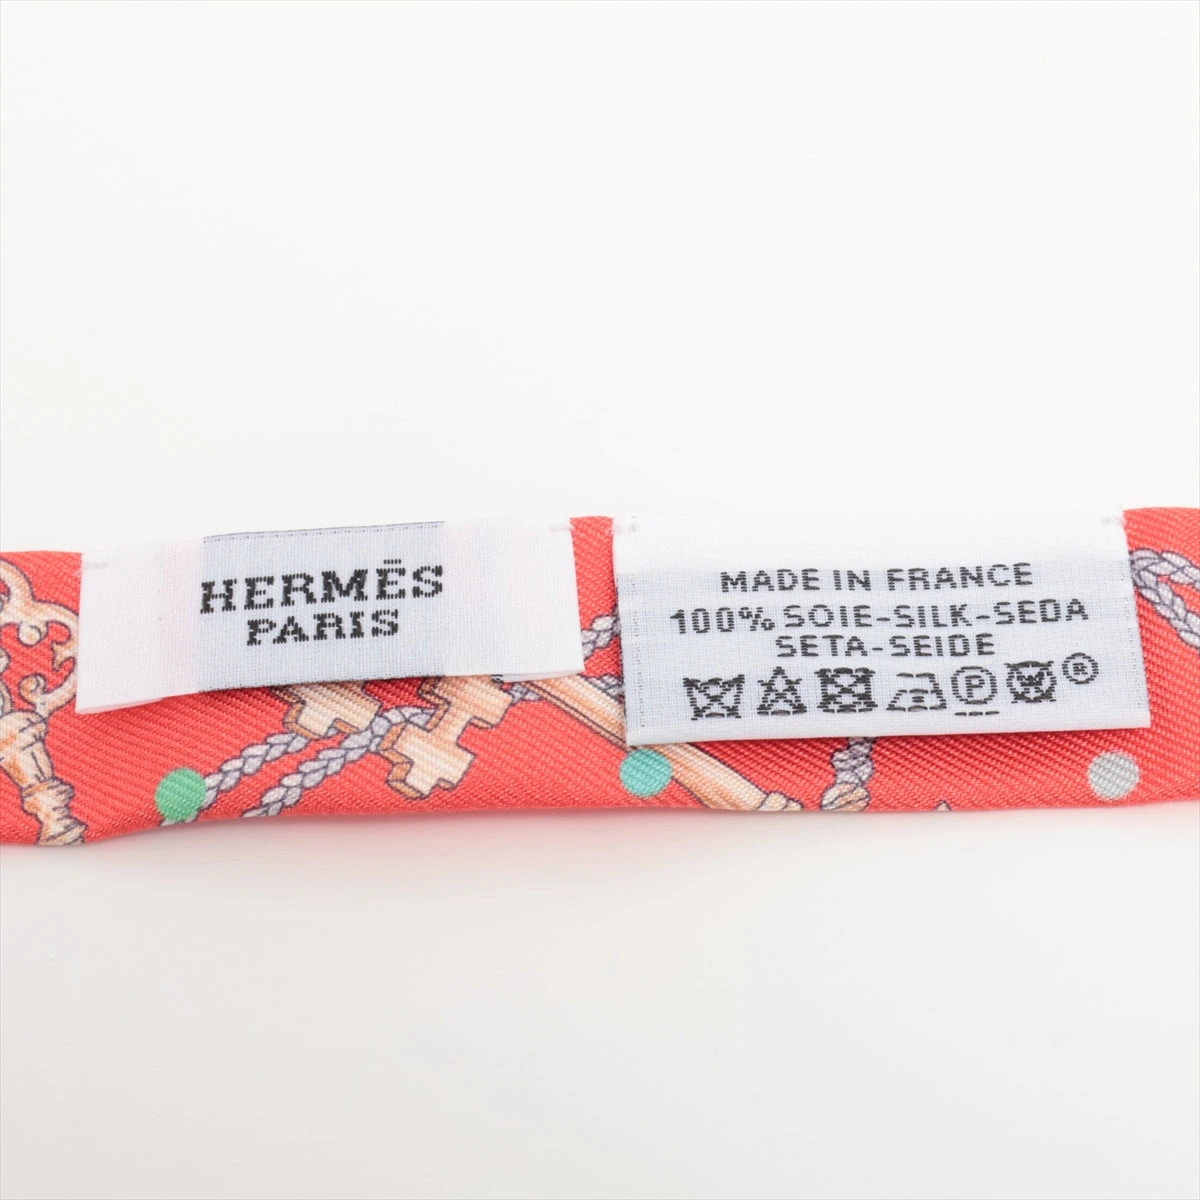 HERMÈS
PARIS
MADE IN FRANCE
100% SOIE-SILK-SEDA
SETA-SEIDE
P ®